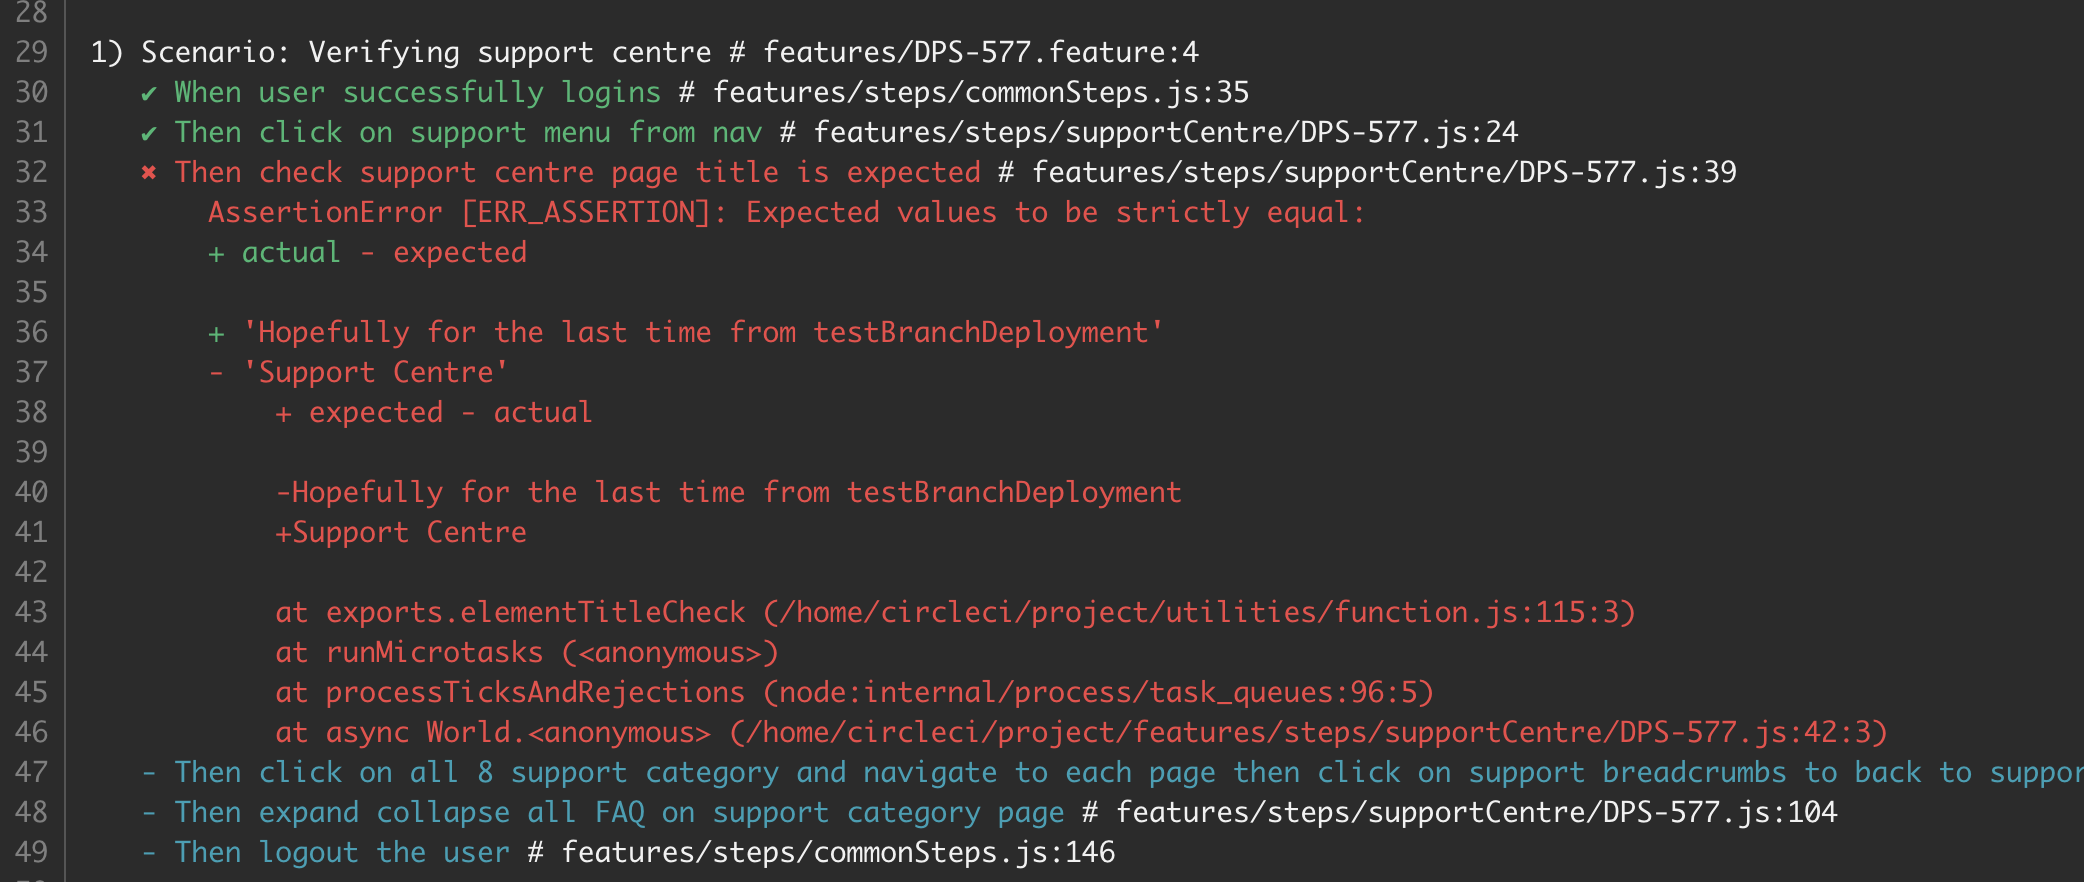 28
29 1) Scenario: Verifying support centre # features/DPS-577.feature:4
30 ✔ When user successfully logins # features/steps/commonSteps.js:35
31 ✔ Then click on support menu from nav # features/steps/supportCentre/DPS-577.js:24
32 ✖ Then check support centre page title is expected # features/steps/supportCentre/DPS-577.js:39
33 AssertionError [ERR_ASSERTION]: Expected values to be strictly equal:
34 + actual - expected
35
36 + 'Hopefully for the last time from testBranchDeployment'
37 - 'Support Centre'
38 + expected - actual
39
40 -Hopefully for the last time from testBranchDeployment
41 +Support Centre
42
43 at exports.elementTitleCheck (/home/circleci/project/utilities/function.js:115:3)
44 at runMicrotasks (<anonymous>)
45 at processTicksAndRejections (node:internal/process/task_queues:96:5)
46 at async World.<anonymous> (/home/circleci/project/features/steps/supportCentre/DPS-577.js:42:3)
47 - Then click on all 8 support category and navigate to each page then click on support breadcrumbs to back to suppor
48 - Then expand collapse all FAQ on support category page # features/steps/supportCentre/DPS-577.js:104
49 - Then logout the user # features/steps/commonSteps.js:146